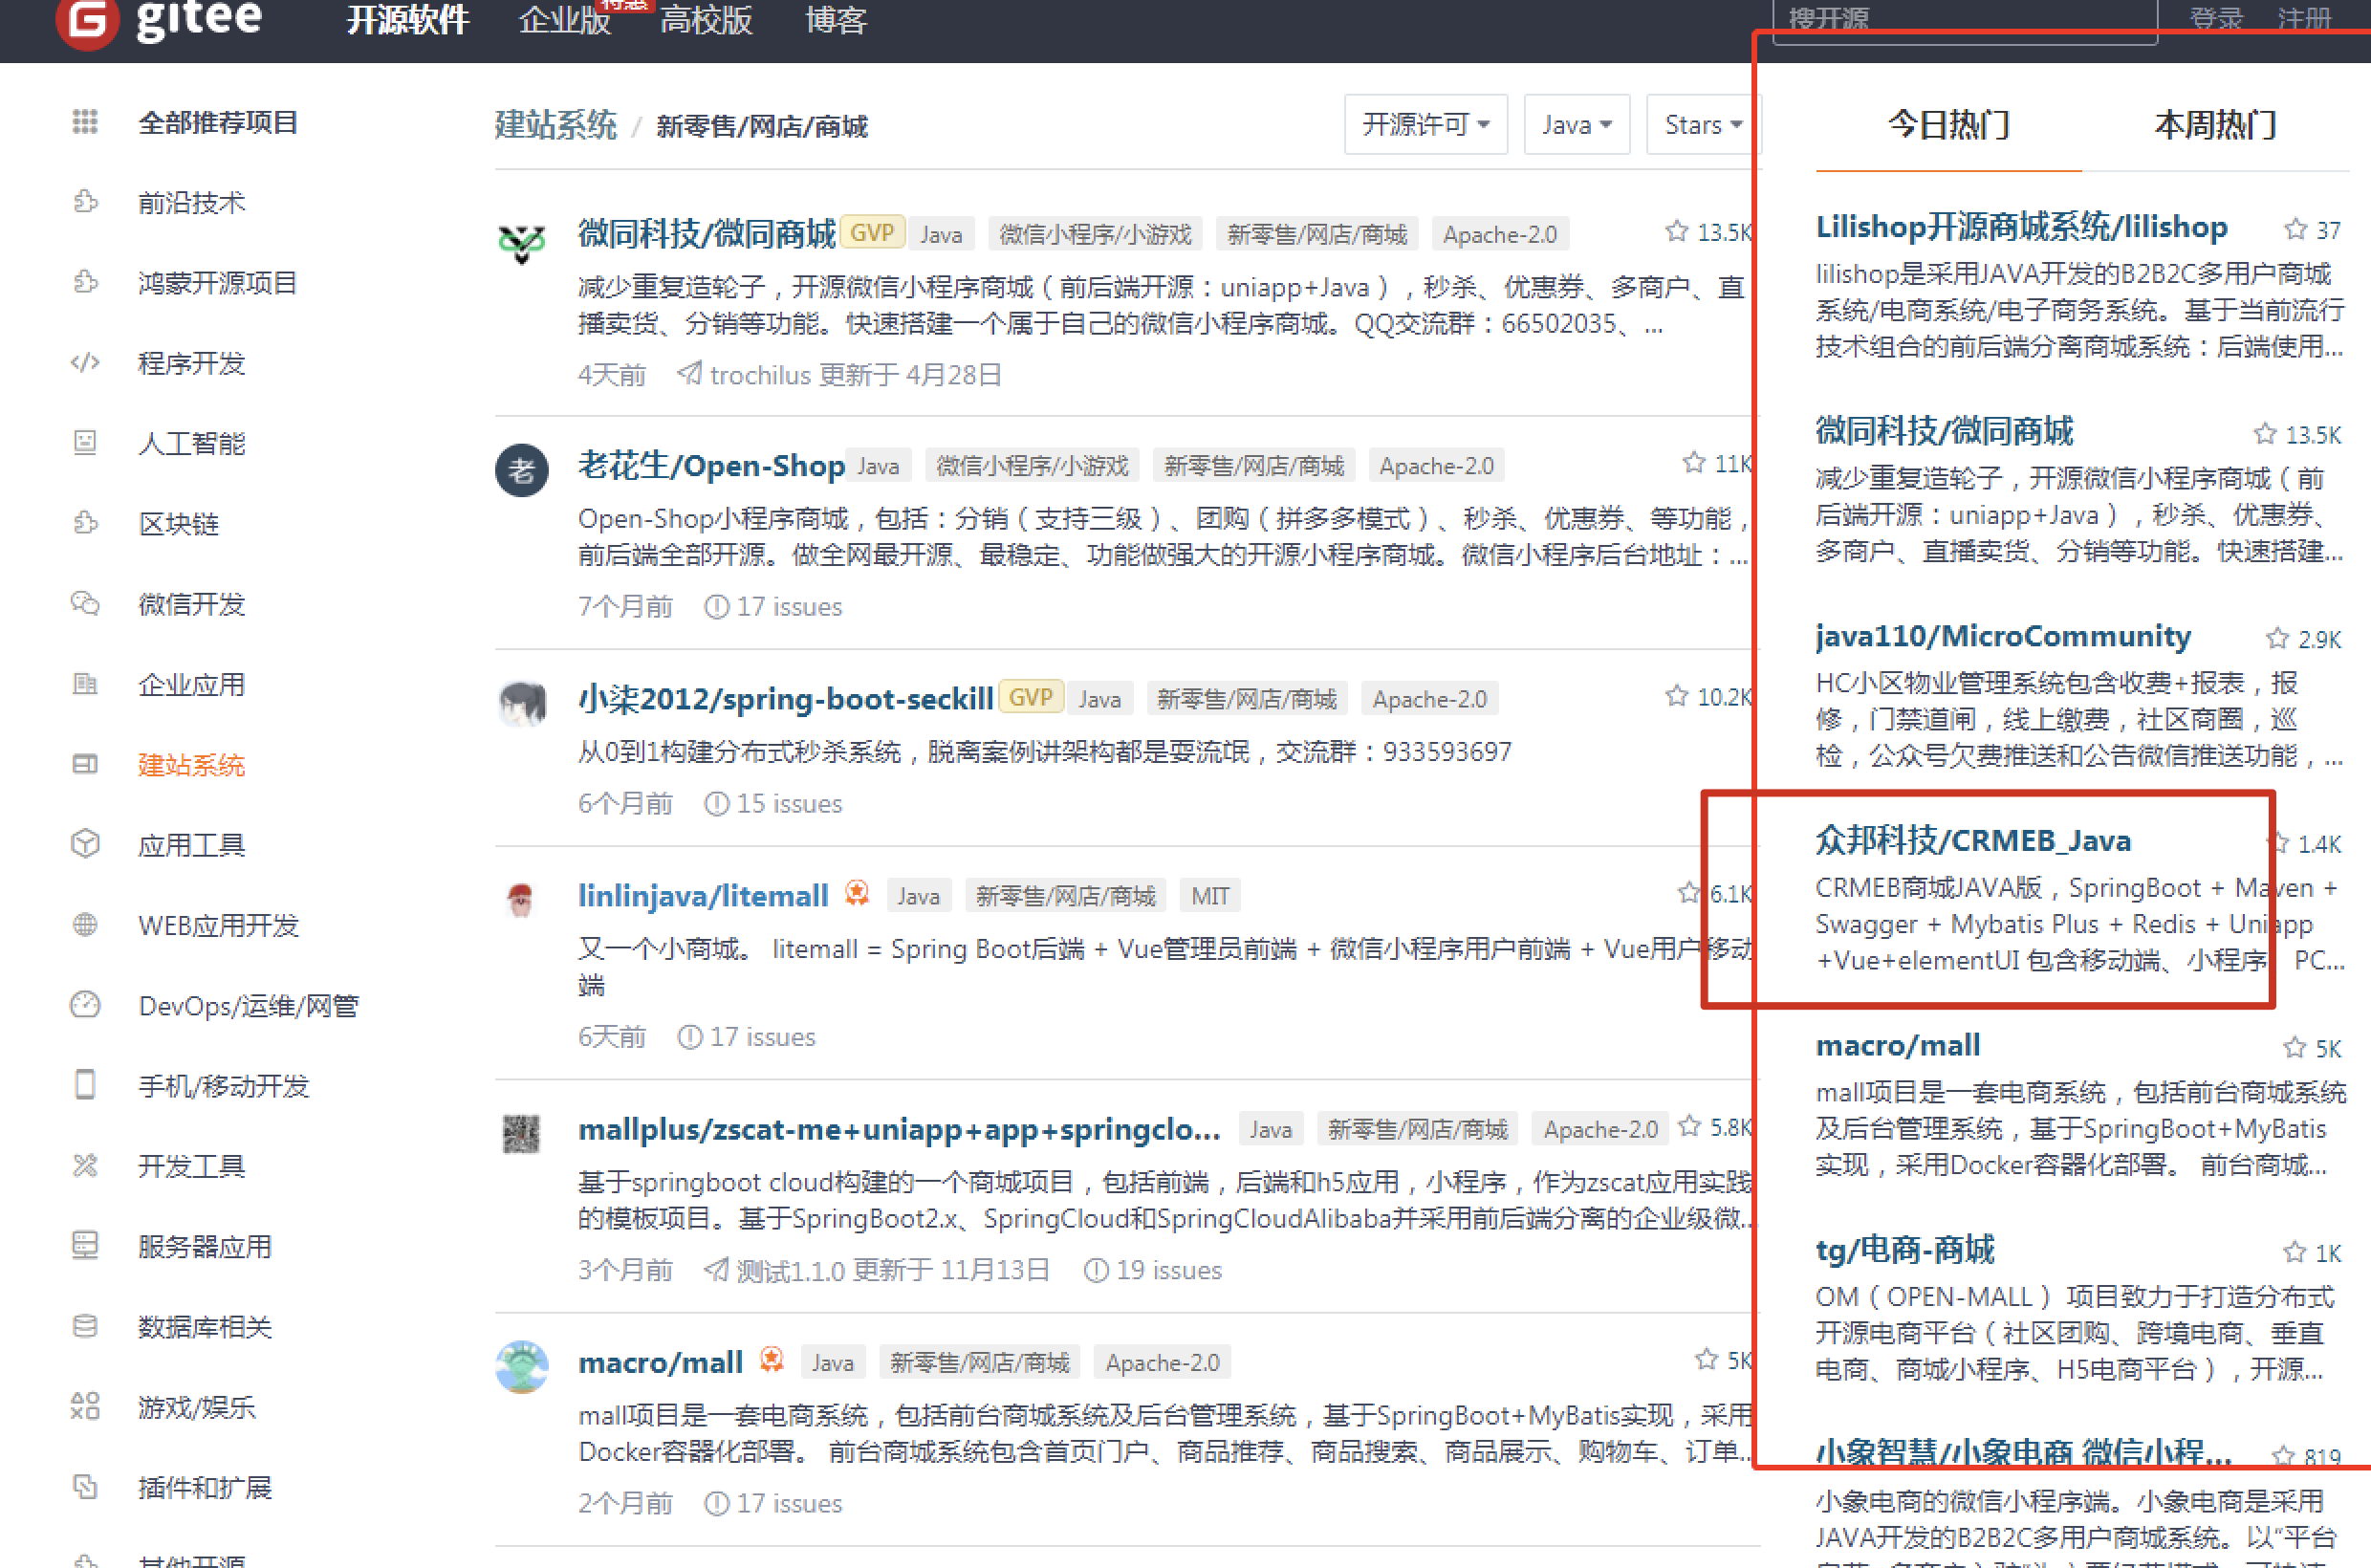 gitee
开源软件
企业版
特惠
高校版
博客
搜开源
登录
注册
全部推荐项目
前沿技术
鸿蒙开源项目
程序开发
人工智能
区块链
微信开发
企业应用
建站系统
应用工具
WEB应用开发
DevOps/运维/网管
手机/移动开发
开发工具
服务器应用
数据库相关
游戏/娱乐
插件和扩展
其他开源
建站系统 / 新零售/网店/商城
开源许可
Java
Stars
微同科技/微同商城 GVP Java 微信小程序/小游戏 新零售/网店/商城 Apache-2.0 13.5K
减少重复造轮子，开源微信小程序商城（前后端开源：uniapp+Java），秒杀、优惠券、多商户、直
播卖货、分销等功能。快速搭建一个属于自己的微信小程序商城。QQ交流群：66502035、...
4天前 trochilus 更新于 4月28日
老
老花生/Open-Shop Java 微信小程序/小游戏 新零售/网店/商城 Apache-2.0 11K
Open-Shop小程序商城，包括：分销（支持三级）、团购（拼多多模式）、秒杀、优惠券、等功能，
前后端全部开源。做全网最开源、最稳定、功能做强大的开源小程序商城。微信小程序后台地址：...
7个月前 17 issues
小柒2012/spring-boot-seckill GVP Java 新零售/网店/商城 Apache-2.0 10.2K
从0到1构建分布式秒杀系统，脱离案例讲架构都是耍流氓，交流群：933593697
6个月前 15 issues
linlinjava/litemall Java 新零售/网店/商城 MIT 6.1K
又一个小商城。 litemall = Spring Boot后端 + Vue管理员前端 + 微信小程序用户前端 + Vue用户移动
端
6天前 17 issues
mallplus/zscat-me+uniapp+app+springclo... Java 新零售/网店/商城 Apache-2.0 5.8K
基于springboot cloud构建的一个商城项目，包括前端，后端和h5应用，小程序，作为zscat应用实践
的模板项目。基于SpringBoot2.x、SpringCloud和SpringCloudAlibaba并采用前后端分离的企业级微...
3个月前 测试1.1.0 更新于 11月13日 19 issues
macro/mall Java 新零售/网店/商城 Apache-2.0 5K
mall项目是一套电商系统，包括前台商城系统及后台管理系统，基于SpringBoot+MyBatis实现，采用
Docker容器化部署。 前台商城系统包含首页门户、商品推荐、商品搜索、商品展示、购物车、订单...
2个月前 17 issues
今日热门 本周热门
Lilishop开源商城系统/lilishop 37
lilishop是采用JAVA开发的B2B2C多用户商城
系统/电商系统/电子商务系统。基于当前流行
技术组合的前后端分离商城系统：后端使用...
微同科技/微同商城 13.5K
减少重复造轮子，开源微信小程序商城（前
后端开源：uniapp+Java），秒杀、优惠券、
多商户、直播卖货、分销等功能。快速搭建...
java110/MicroCommunity 2.9K
HC小区物业管理系统包含收费+报表，报
修，门禁道闸，线上缴费，社区商圈，巡
检，公众号欠费推送和公告微信推送功能，...
众邦科技/CRMEB_Java 1.4K
CRMEB商城JAVA版，SpringBoot + Maven +
Swagger + Mybatis Plus + Redis + Uniapp
+Vue+elementUI 包含移动端、小程序、PC...
macro/mall 5K
mall项目是一套电商系统，包括前台商城系统
及后台管理系统，基于SpringBoot+MyBatis
实现，采用Docker容器化部署。 前台商城...
tg/电商-商城 1K
OM（OPEN-MALL） 项目致力于打造分布式
开源电商平台（社区团购、跨境电商、垂直
电商、商城小程序、H5电商平台），开源...
小象智慧/小象电商 微信小程... 819
小象电商的微信小程序端。小象电商是采用
JAVA开发的B2B2C多用户商城系统。以“平台